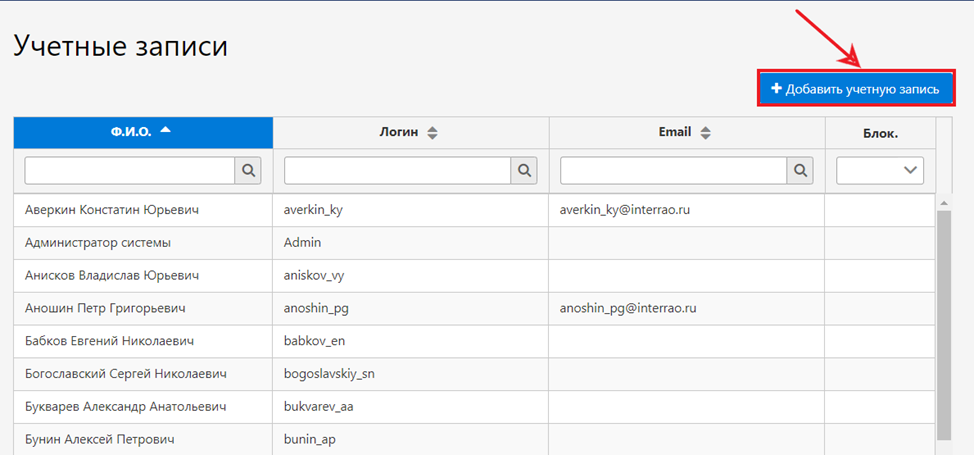 Учетные записи
+ Добавить учетную запись
Ф.И.О. Логин Email Блок.
Аверкин Констатин Юрьевич averkin_ky averkin_ky@interrao.ru
Администратор системы Admin
Анисков Владислав Юрьевич aniskov_vy
Аношин Петр Григорьевич anoshin_pg anoshin_pg@interrao.ru
Бабков Евгений Николаевич babkov_en
Богославский Сергей Николаевич bogoslavskiy_sn
Букварев Александр Анатольевич bukvarev_aa
Бунин Алексей Петрович bunin_ap